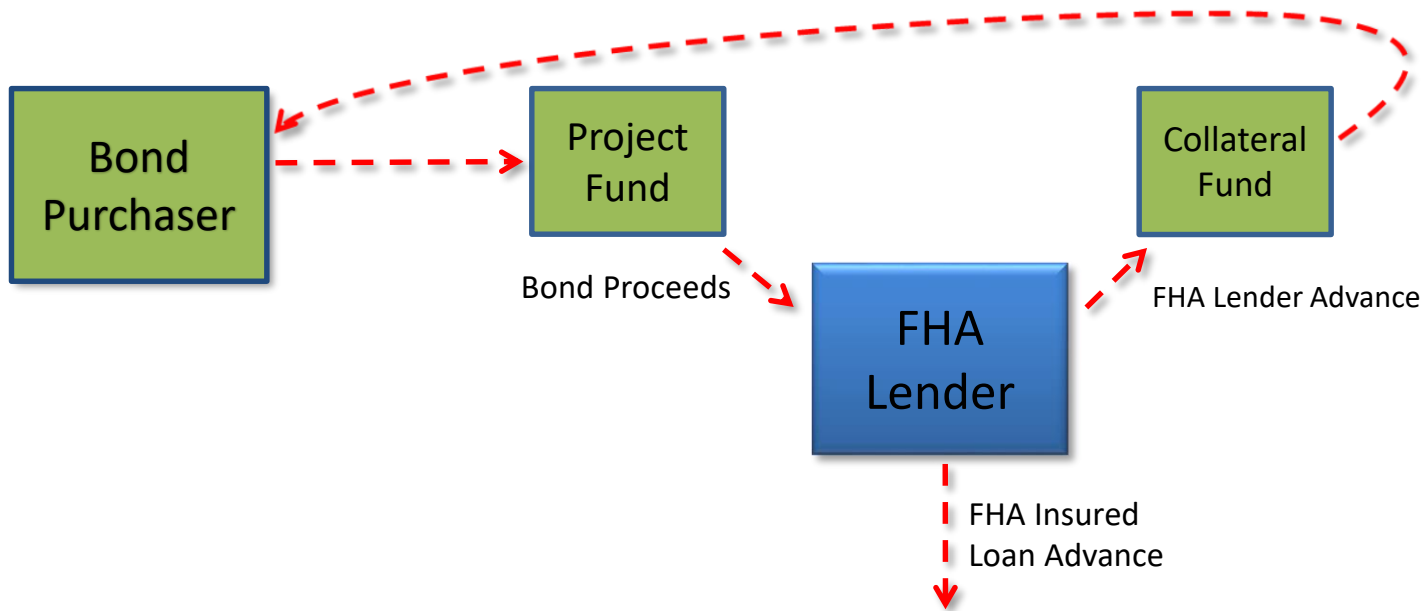 Bond
Purchaser
Project
Fund
Collateral
Fund
Bond Proceeds
FHA
Lender
FHA Lender Advance
FHA Insured
Loan Advance